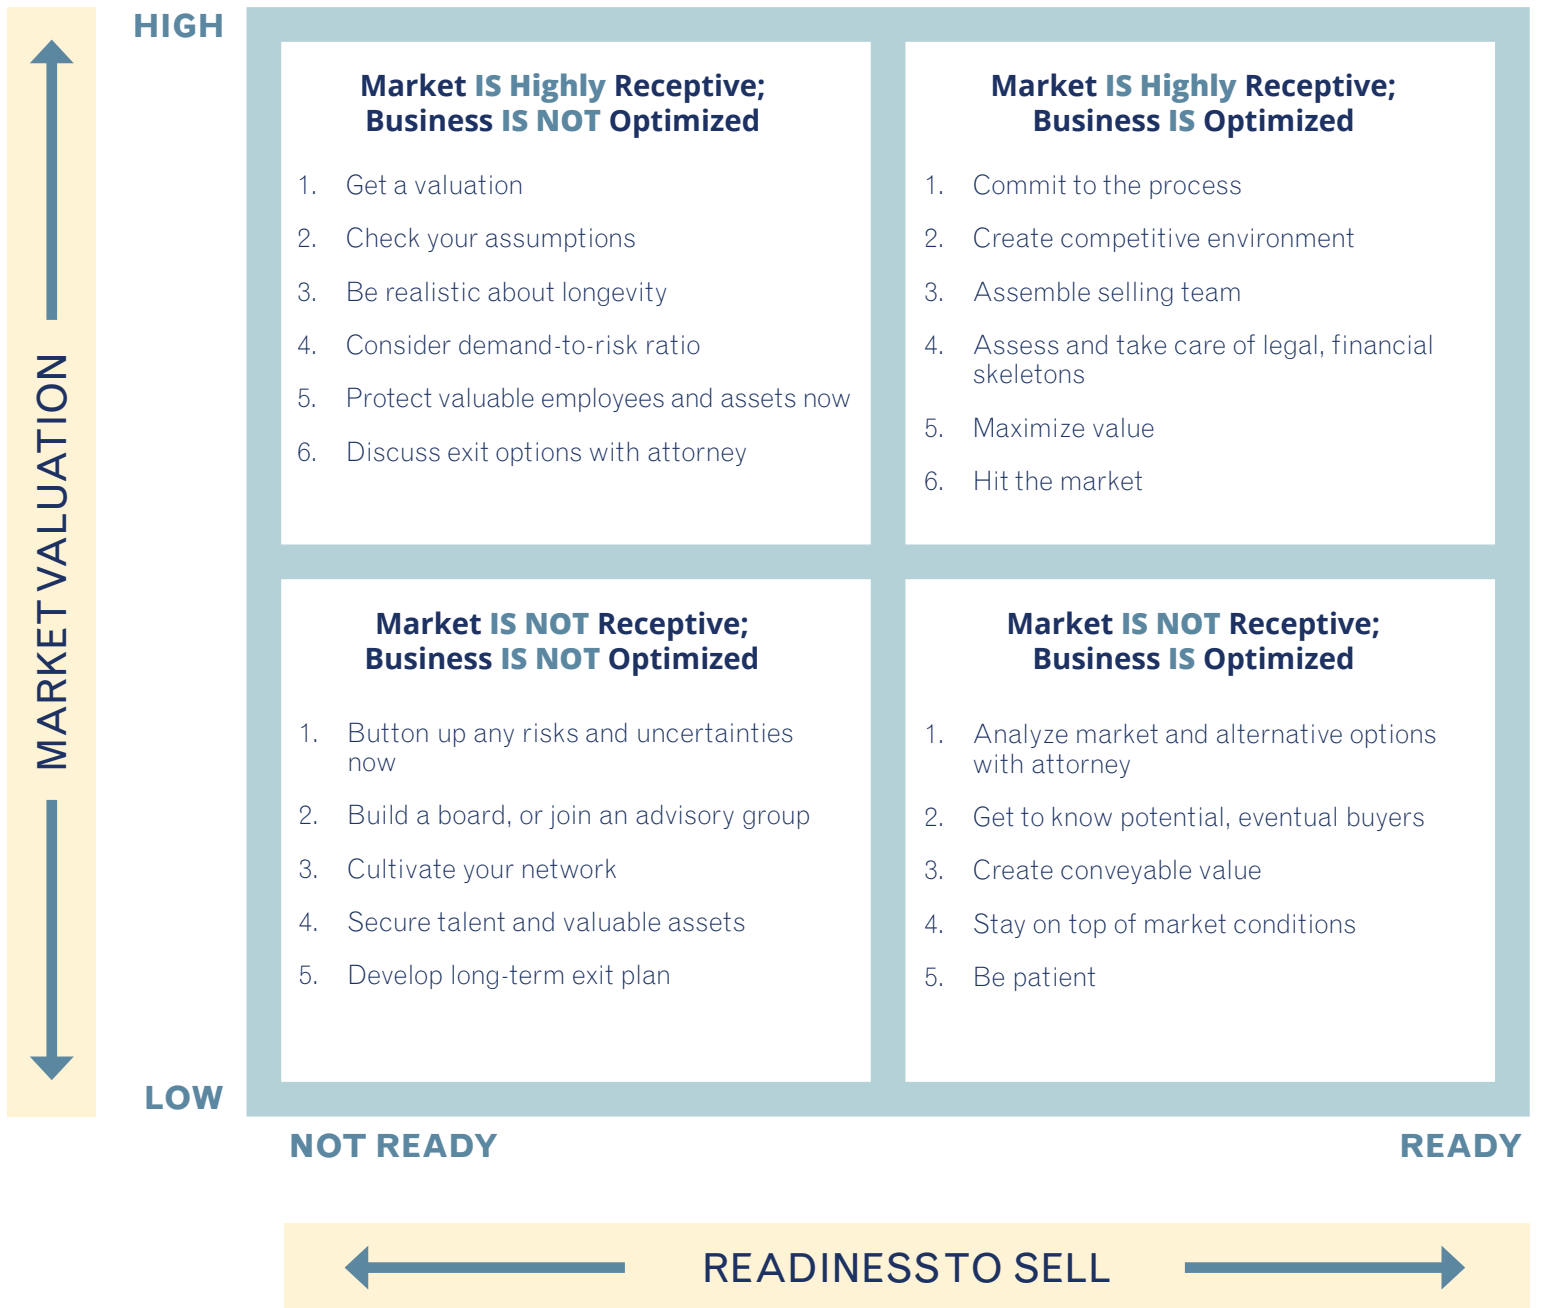 HIGH
Market IS Highly Receptive;
Business IS NOT Optimized
1. Get a valuation
2. Check your assumptions
3. Be realistic about longevity
4. Consider demand-to-risk ratio
5. Protect valuable employees and assets now
6. Discuss exit options with attorney
Market IS Highly Receptive;
Business IS Optimized
1. Commit to the process
2. Create competitive environment
3. Assemble selling team
4. Assess and take care of legal, financial
skeletons
5. Maximize value
6. Hit the market
MARKET VALUATION
Market IS NOT Receptive;
Business IS NOT Optimized
1. Button up any risks and uncertainties
now
2. Build a board, or join an advisory group
3. Cultivate your network
4. Secure talent and valuable assets
5. Develop long-term exit plan
Market IS NOT Receptive;
Business IS Optimized
1. Analyze market and alternative options
with attorney
2. Get to know potential, eventual buyers
3. Create conveyable value
4. Stay on top of market conditions
5. Be patient
LOW
NOT READY
READY
READINESS TO SELL